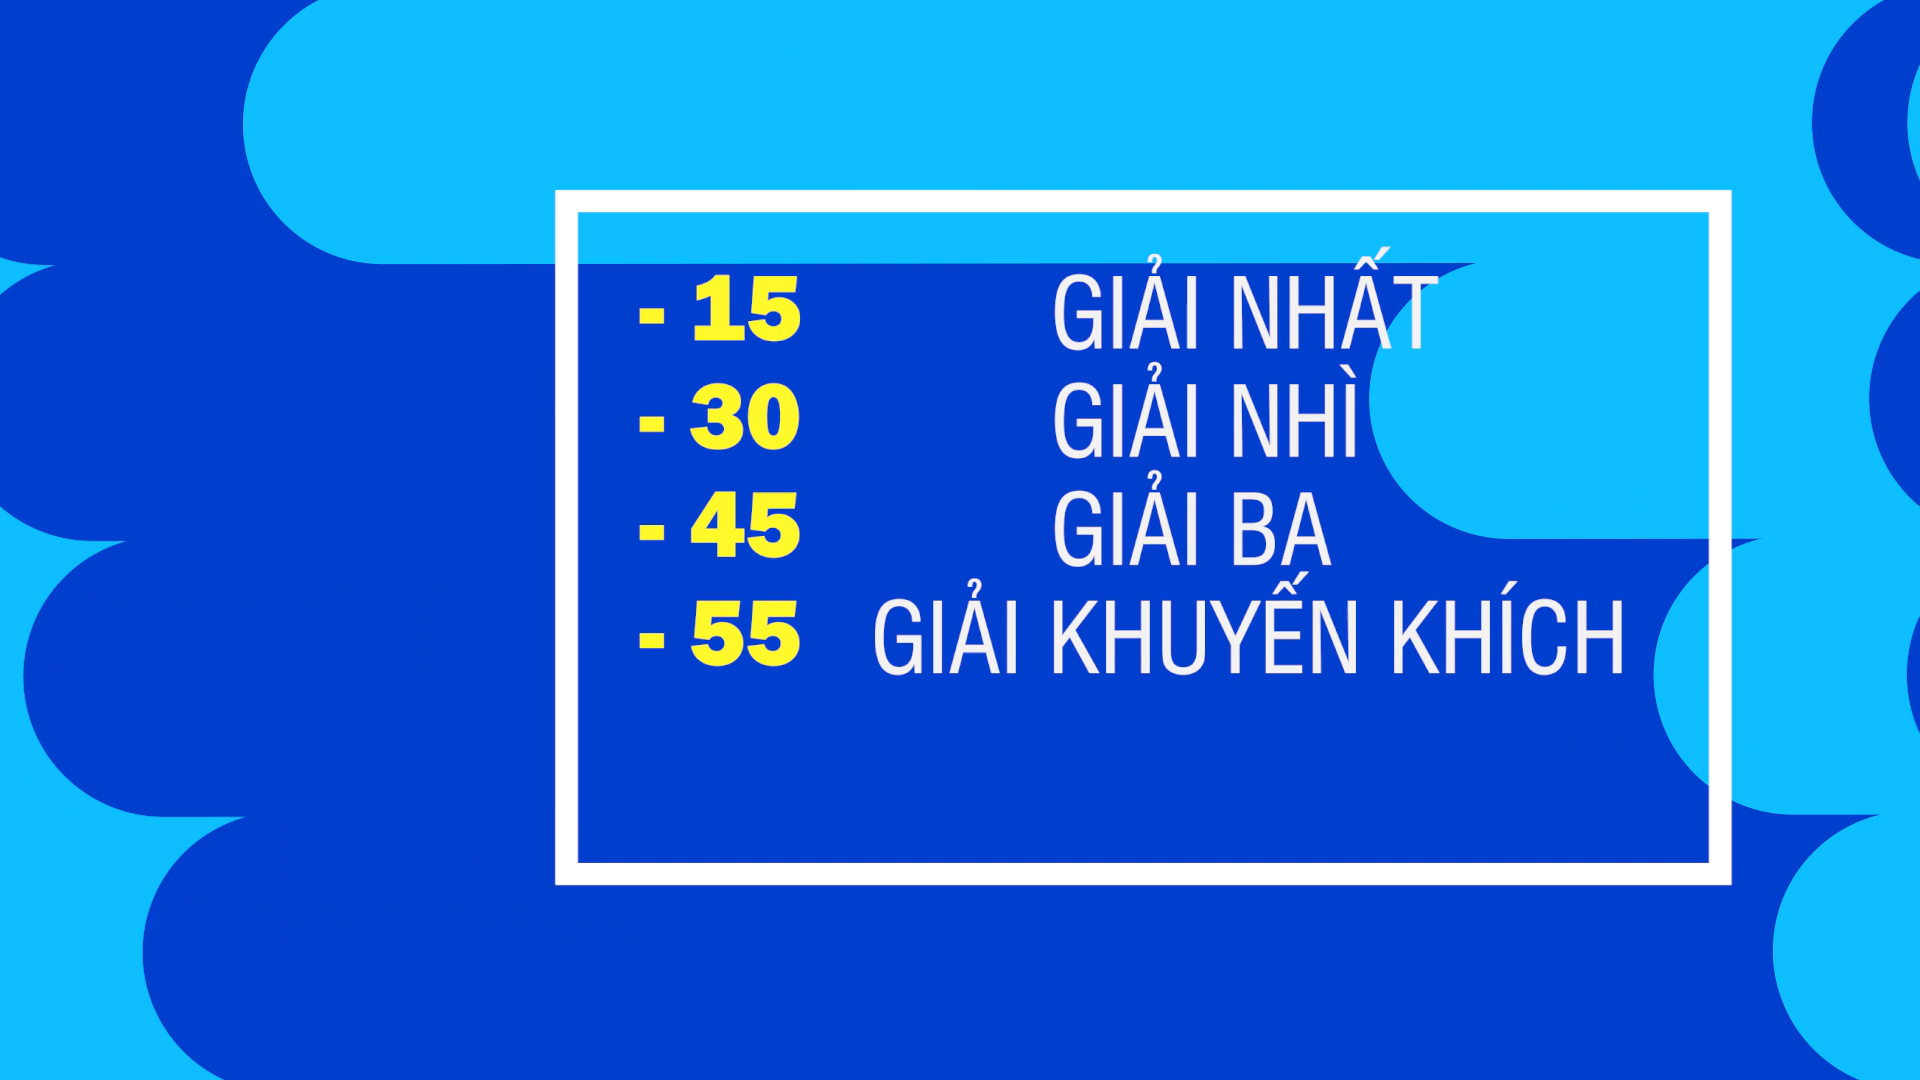 - 15 GIẢI NHẤT
- 30 GIẢI NHÌ
- 45 GIẢI BA
- 55 GIẢI KHUYẾN KHÍCH